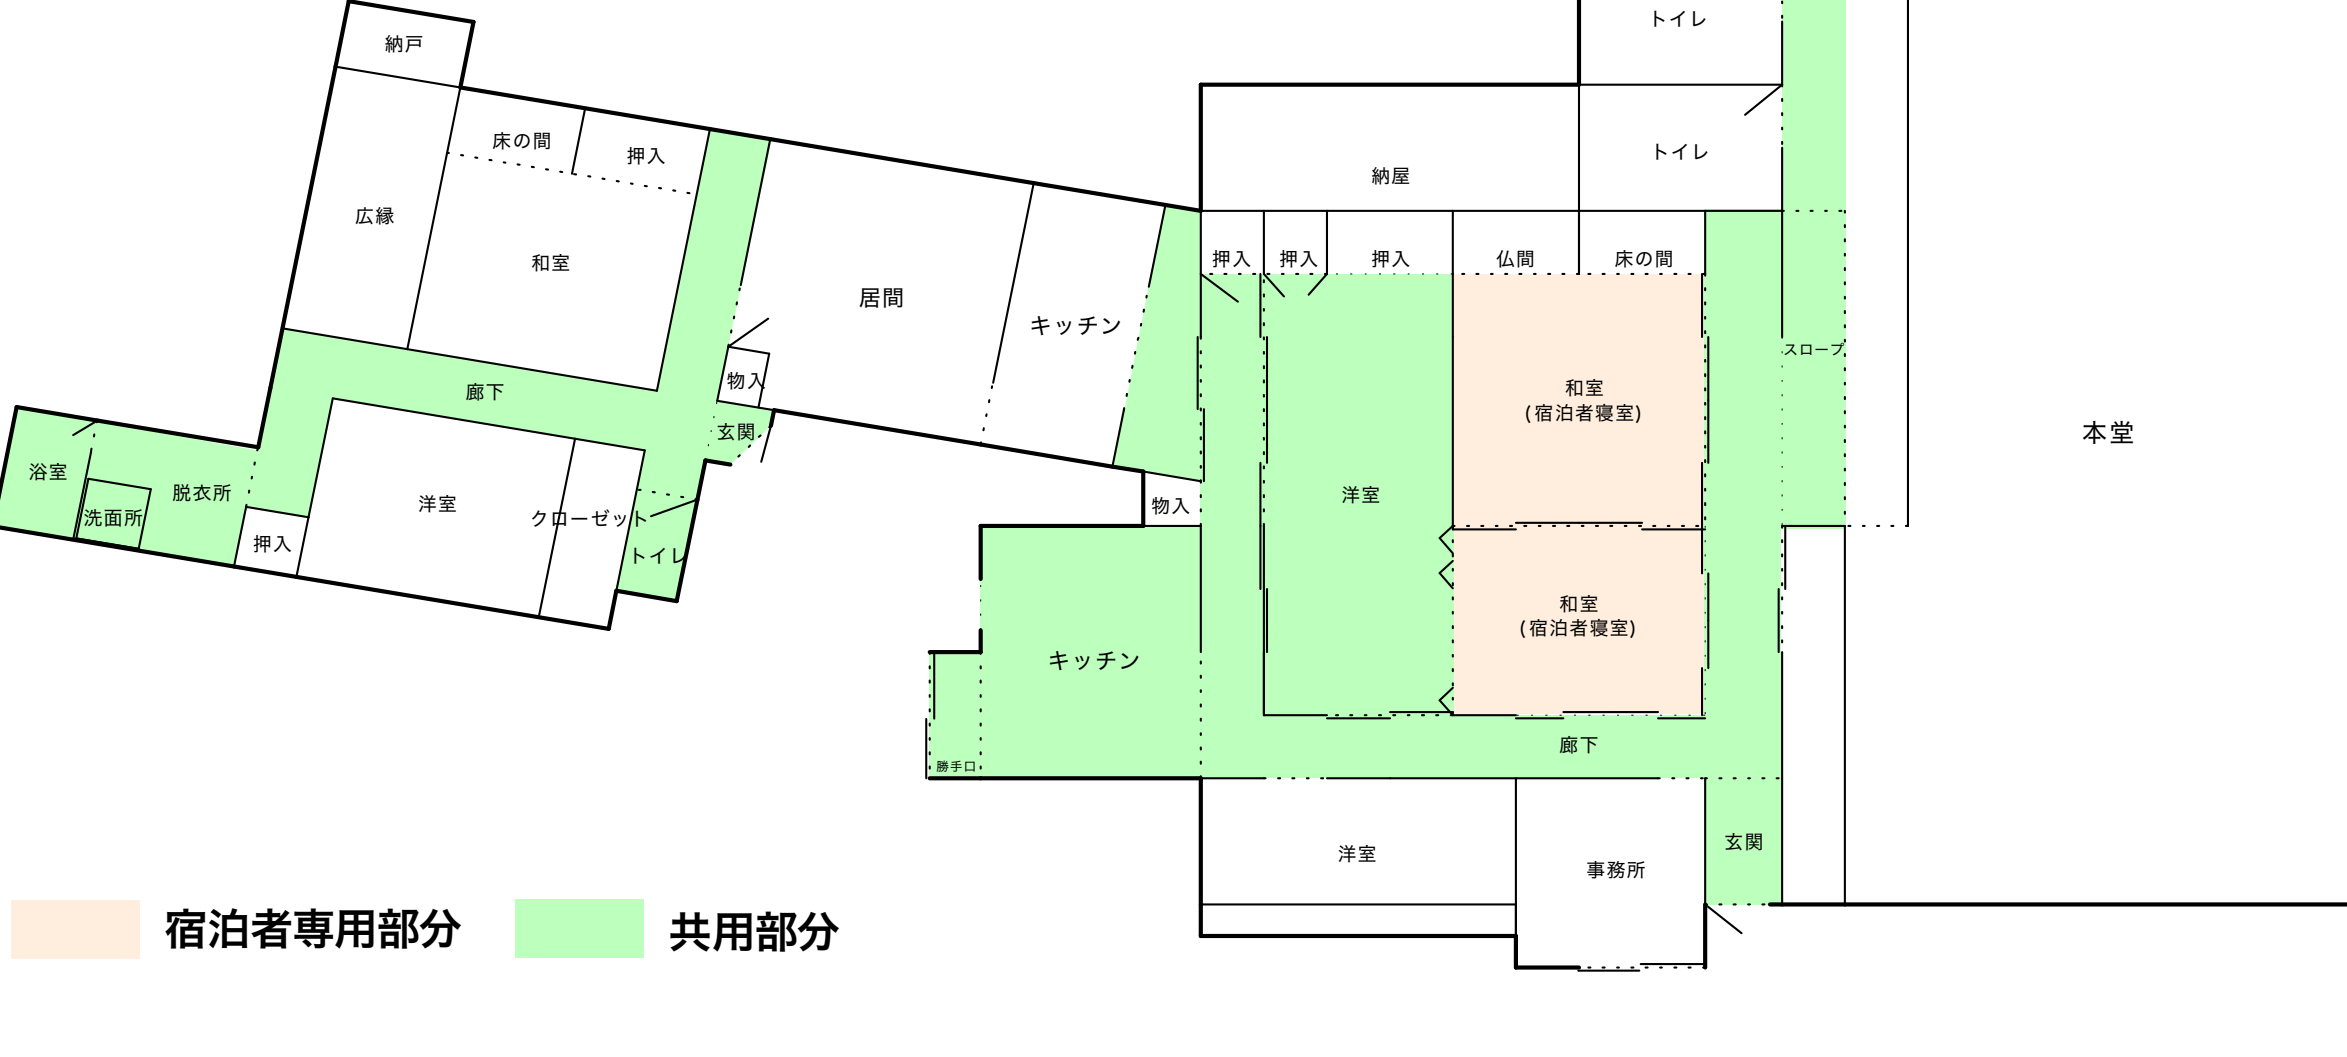 トイレ
納戸
床の間
押入
トイレ
納屋
広縁
和室
居間
キッチン
押入
押入
押入
仏間
床の間
スロープ
物入
廊下
玄関
和室
(宿泊者寝室)
本堂
浴室
脱衣所
洗面所
押入
洋室
クローゼット
トイレ
物入
洋室
和室
(宿泊者寝室)
キッチン
勝手口
廊下
洋室
事務所
玄関
宿泊者専用部分
共用部分